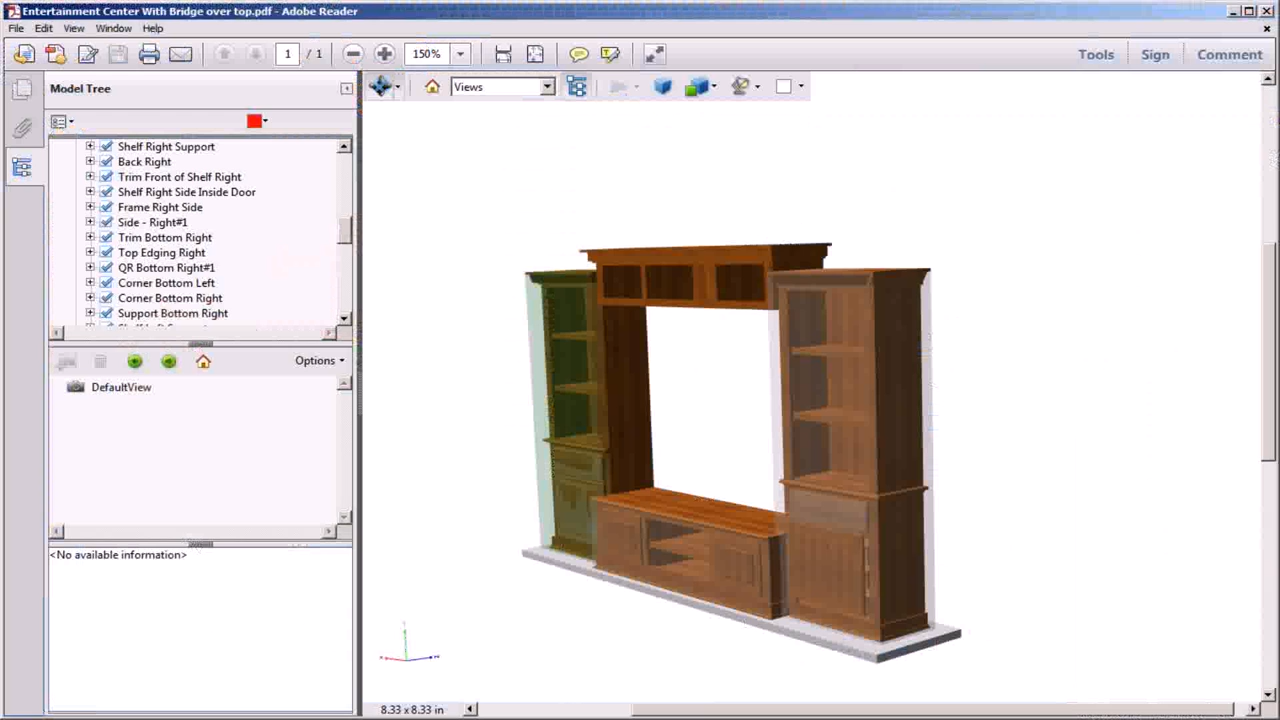 Entertainment Center With Bridge over top.pdf - Adobe Reader
File Edit View Window Help
1 / 1 150% Tools Sign Comment
Model Tree
Views
Shelf Right Support
Back Right
Trim Front of Shelf Right
Shelf Right Side Inside Door
Frame Right Side
Side - Right#1
Trim Bottom Right
Top Edging Right
QR Bottom Right#1
Corner Bottom Left
Corner Bottom Right
Support Bottom Right
Options
DefaultView
<No available information>
8.33 x 8.33 in